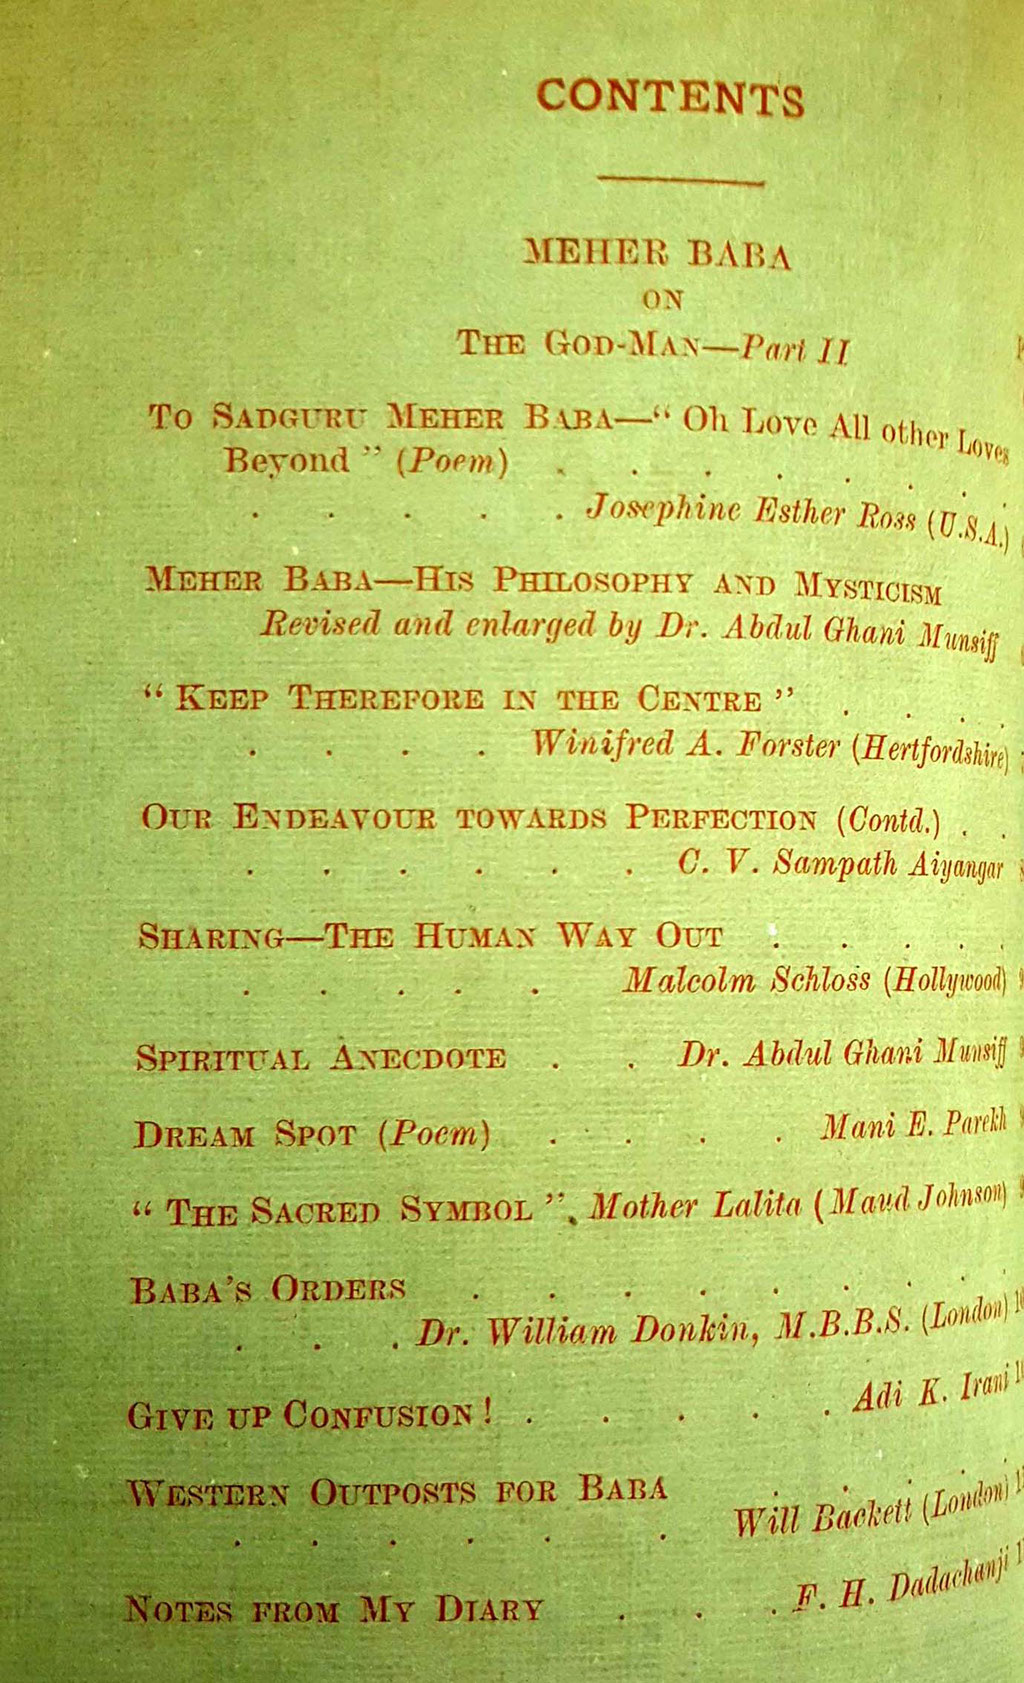 CONTENTS
MEHER BABA
ON
THE GOD-MAN—Part II
TO SADGURU MEHER BABA—“ Oh Love All other Loves
Beyond ” (Poem) . . . . . . .
. . . . . Josephine Esther Ross (U.S.A.)
MEHER BABA—HIS PHILOSOPHY AND MYSTICISM
Revised and enlarged by Dr. Abdul Ghani Munsiff
“ KEEP THEREFORE IN THE CENTRE ” . . . .
. . . . Winifred A. Forster (Hertfordshire)
OUR ENDEAVOUR TOWARDS PERFECTION (Contd.) . .
. . . . . . C. V. Sampath Aiyangar
SHARING—THE HUMAN WAY OUT . . . . .
. . . . . Malcolm Schloss (Hollywood)
SPIRITUAL ANECDOTE . . Dr. Abdul Ghani Munsiff
DREAM SPOT (Poem) . . . . Mani E. Parekh
“ THE SACRED SYMBOL ”. Mother Lalita (Maud Johnson)
BABA’S ORDERS . . . . . . . .
. . . Dr. William Donkin, M.B.B.S. (London)
GIVE UP CONFUSION ! . . . . . Adi K. Irani
WESTERN OUTPOSTS FOR BABA . . . .
. . . . . . Will Backett (London)
NOTES FROM MY DIARY . . . F. H. Dadachanji